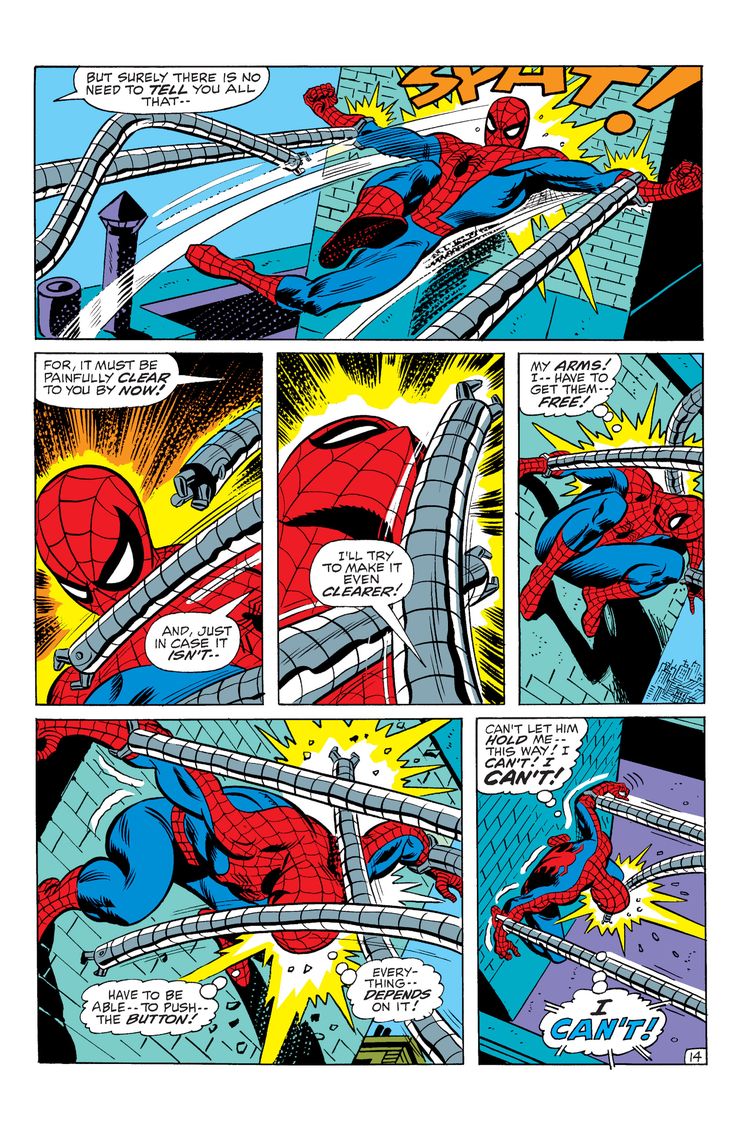 BUT SURELY THERE IS NO
NEED TO TELL YOU ALL
THAT--
SPAT!
FOR, IT MUST BE
PAINFULLY CLEAR
TO YOU BY NOW!
AND, JUST
IN CASE IT
ISN'T--
I'LL TRY
TO MAKE IT
EVEN
CLEARER!
MY ARMS!
I-- HAVE TO
GET THEM--
FREE!
HAVE TO BE
ABLE--TO PUSH--
THE BUTTON!
EVERY-
THING--
DEPENDS
ON IT!
CAN'T LET HIM
HOLD ME--
THIS WAY! I
CAN'T! I
CAN'T!
I
CAN'T!
14